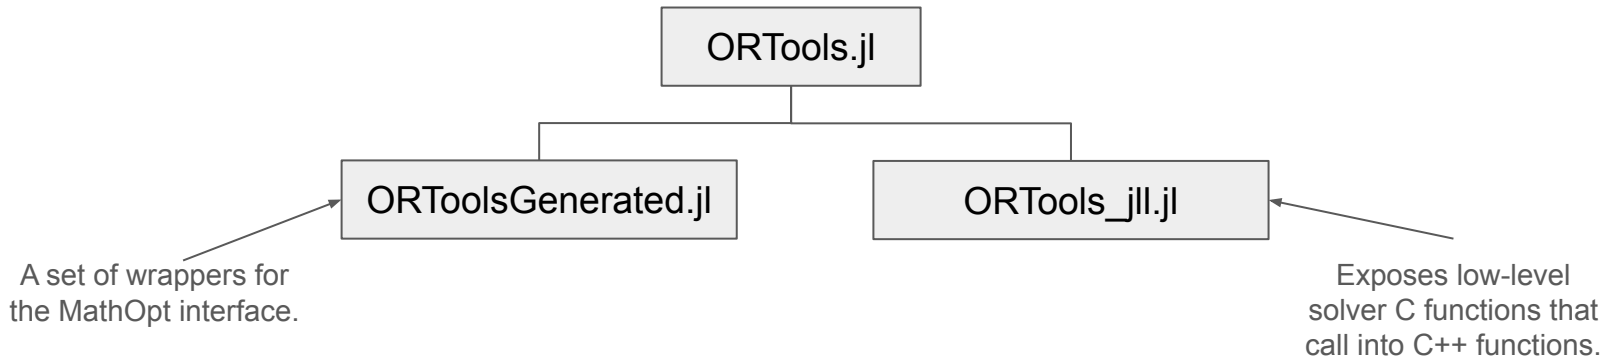 ORTools.jl
ORToolsGenerated.jl
ORTools_jll.jl
A set of wrappers for
the MathOpt interface.
Exposes low-level
solver C functions that
call into C++ functions.